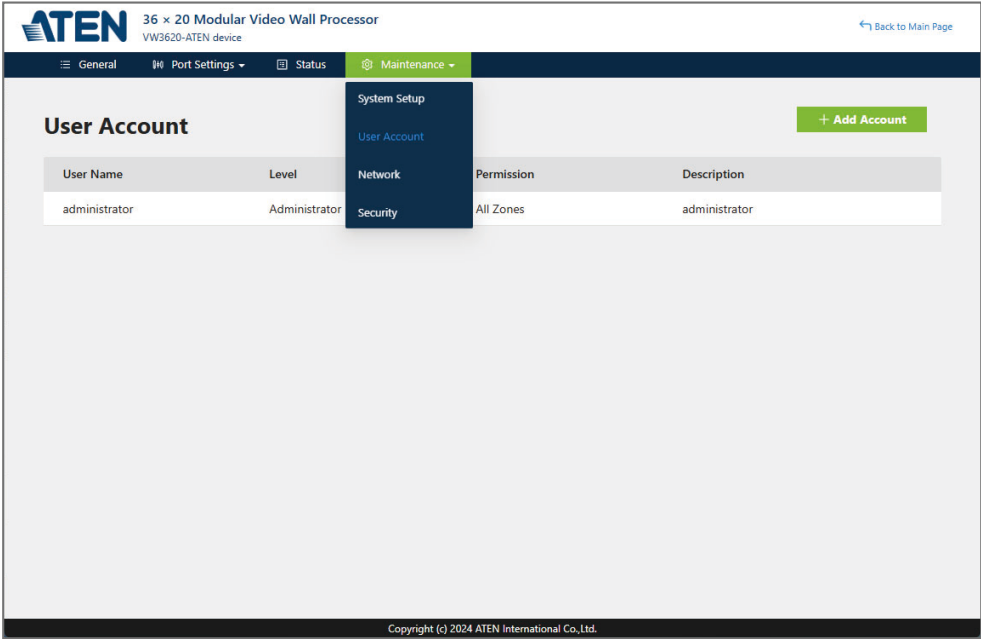 ATEN
36 × 20 Modular Video Wall Processor
VW3620-ATEN device
Back to Main Page
General Port Settings Status Maintenance
System Setup
User Account
Network
Security
User Account
+ Add Account
User Name Level Permission Description
administrator Administrator All Zones administrator
Copyright (c) 2024 ATEN International Co.,Ltd.